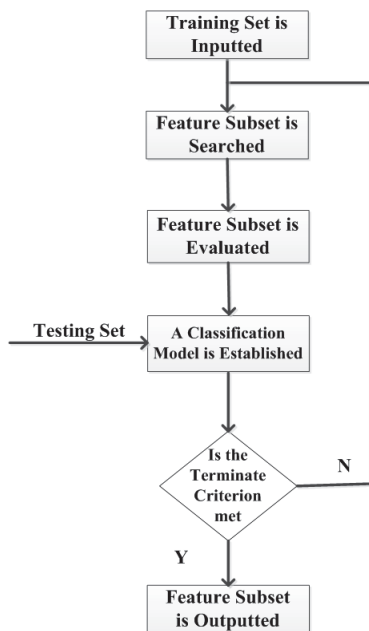 Training Set is
Inputted
Feature Subset is
Searched
Feature Subset is
Evaluated
Testing Set
A Classification
Model is Established
Is the
Terminate
Criterion
met
N
Y
Feature Subset
is Outputted